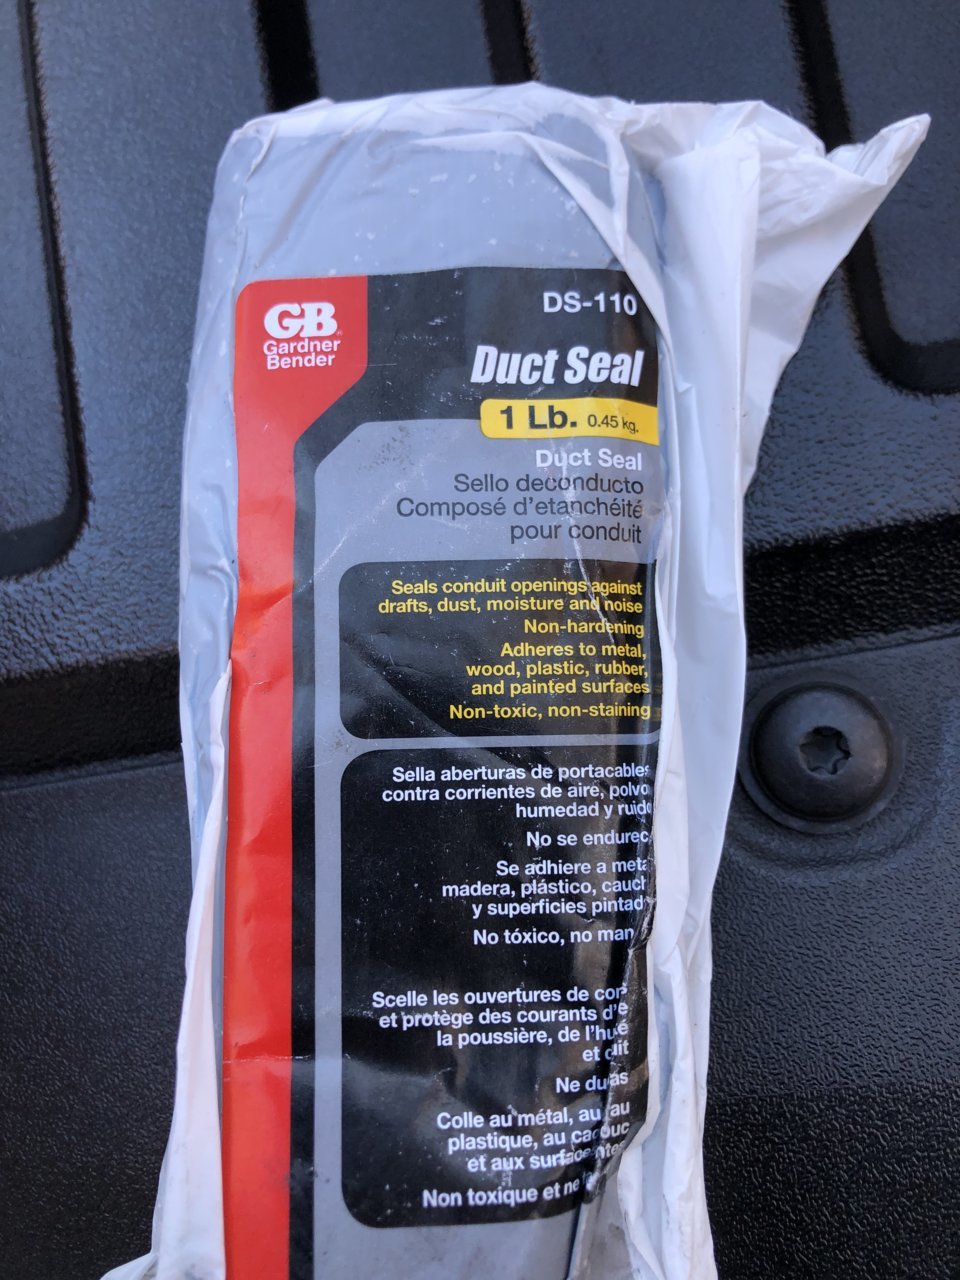 GB
Gardner
Bender
DS-110
Duct Seal
1 Lb. 0.45 kg.
Duct Seal
Sello deconducto
Composé d'etanchéité
pour conduit
Seals conduit openings against
drafts, dust, moisture and noise
Non-hardening
Adheres to metal,
wood, plastic, rubber,
and painted surfaces
Non-toxic, non-staining
Sella aberturas de portacables
contra corrientes de aire, polvo
humedad y ruido
No se endurec
Se adhiere a meta
madera, plástico, cauch
y superficies pintad
No tóxico, no man
Scelle les ouvertures de
et protège des courants d'
la poussière, de l'hu
et
Ne
Colle au métal, au
plastique, au
et aux
Non toxique et ne